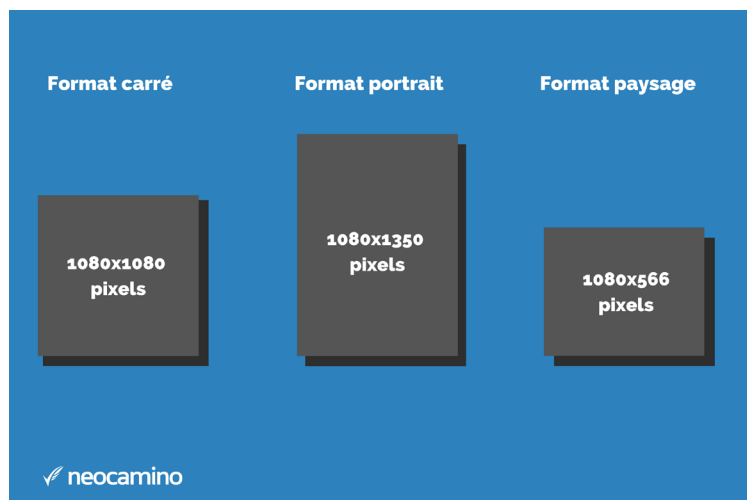 Format carré
Format portrait
Format paysage
1080x1080
pixels
1080x1350
pixels
1080x566
pixels
neocamino